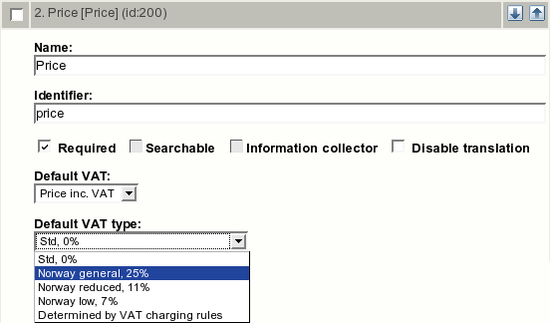 2. Price [Price] (id:200)
Name:
Price
Identifier:
price
Required Searchable Information collector Disable translation
Default VAT:
Price inc. VAT
Default VAT type:
Std, 0%
Std, 0%
Norway general, 25%
Norway reduced, 11%
Norway low, 7%
Determined by VAT charging rules